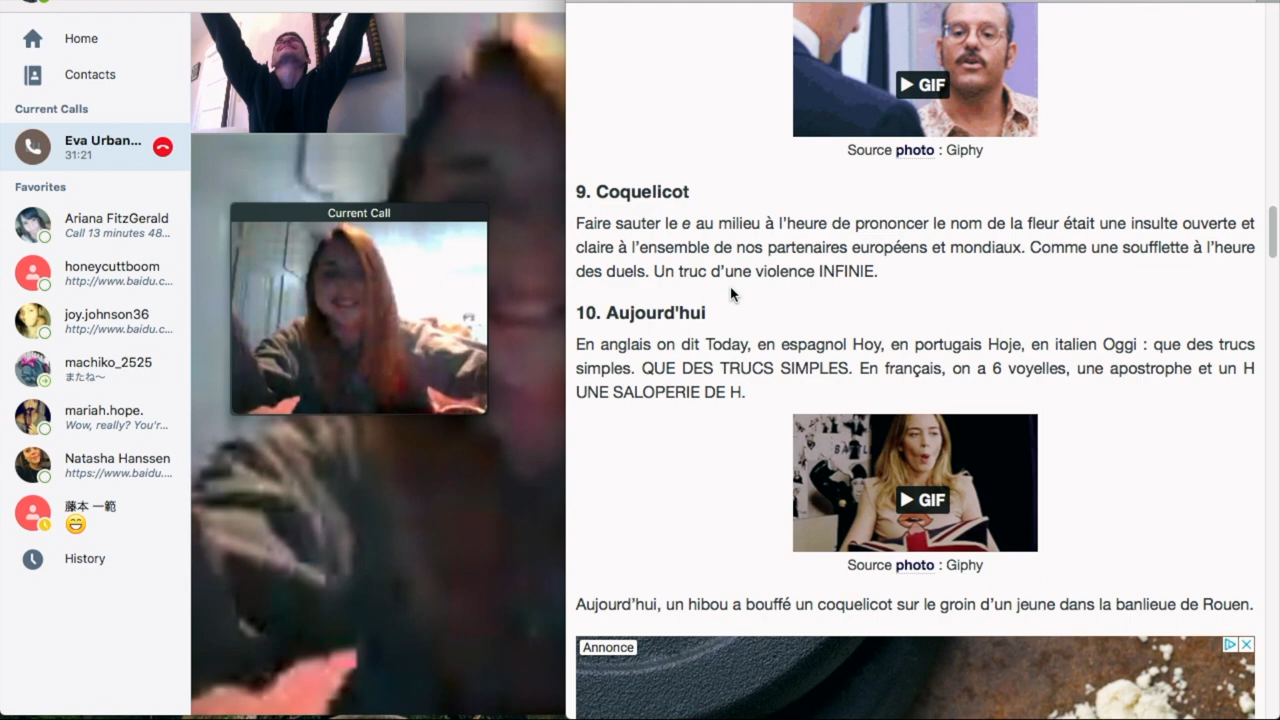 Home
Contacts
Current Calls
Eva Urban...
31:21
Favorites
Ariana FitzGerald
Call 13 minutes 48...
honeycuttboom
http://www.baidu.c...
joy.johnson36
http://www.baidu.c...
machiko_2525
またね〜
mariah.hope.
Wow, really? You'r...
Natasha Hanssen
https://www.baidu....
藤本 一範
History
Current Call
GIF
Source photo : Giphy
9. Coquelicot
Faire sauter le e au milieu à l’heure de prononcer le nom de la fleur était une insulte ouverte et
claire à l’ensemble de nos partenaires européens et mondiaux. Comme une soufflette à l’heure
des duels. Un truc d’une violence INFINIE.
10. Aujourd'hui
En anglais on dit Today, en espagnol Hoy, en portugais Hoje, en italien Oggi : que des trucs
simples. QUE DES TRUCS SIMPLES. En français, on a 6 voyelles, une apostrophe et un H
UNE SALOPERIE DE H.
GIF
Source photo : Giphy
Aujourd’hui, un hibou a bouffé un coquelicot sur le groin d’un jeune dans la banlieue de Rouen.
Annonce